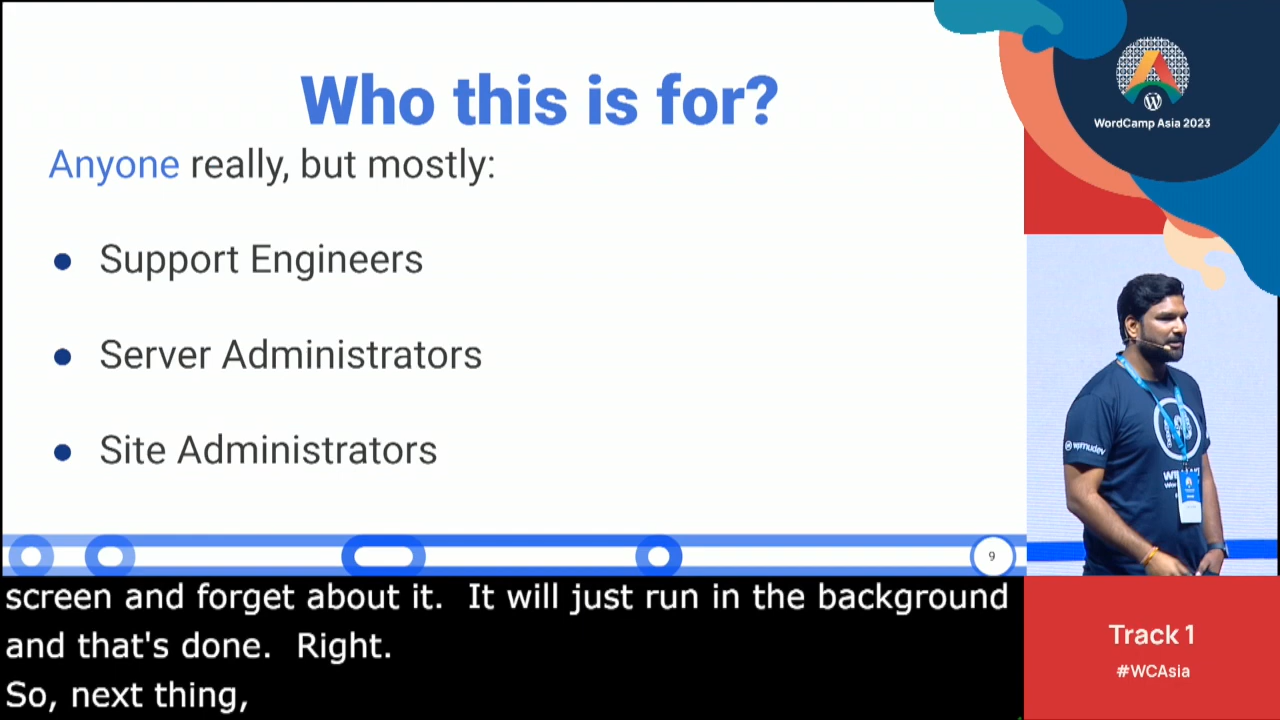 Who this is for?
Anyone really, but mostly:
Support Engineers
Server Administrators
Site Administrators
9
screen and forget about it.  It will just run in the background
and that's done.  Right.
So, next thing,
WordCamp Asia 2023
wpmudev
Track 1
#WCAsia